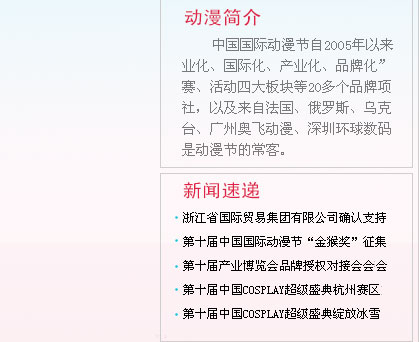 动漫简介
中国国际动漫节自2005年以来
业化、国际化、产业化、品牌化”
赛、活动四大板块等20多个品牌项
社，以及来自法国、俄罗斯、乌克
台、广州奥飞动漫、深圳环球数码
是动漫节的常客。
新闻速递
·浙江省国际贸易集团有限公司确认支持
·第十届中国国际动漫节“金猴奖”征集
·第十届产业博览会品牌授权对接会会会
·第十届中国COSPLAY超级盛典杭州赛区
·第十届中国COSPLAY超级盛典绽放冰雪